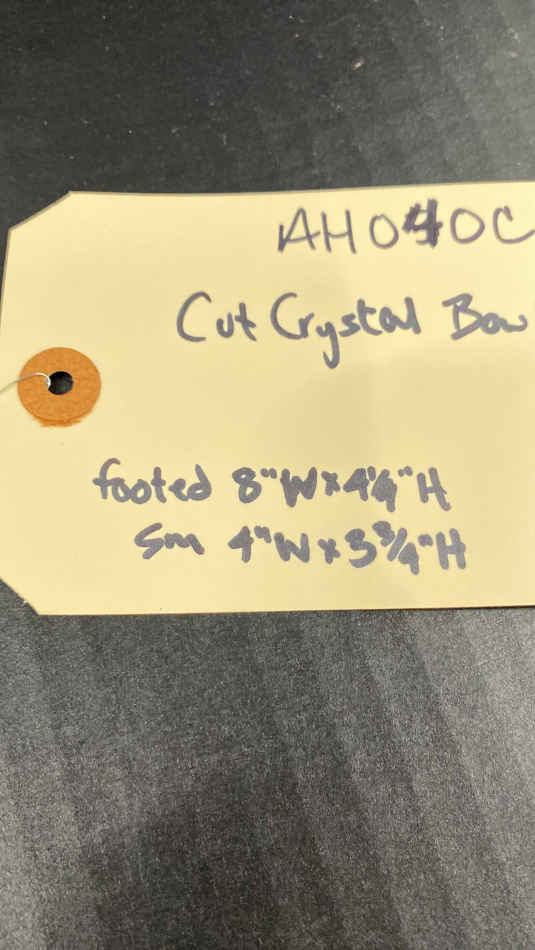 AH040C
Cut Crystal Bow
footed 8"W x 4¼"H
Sm 4"W x 3¾"H